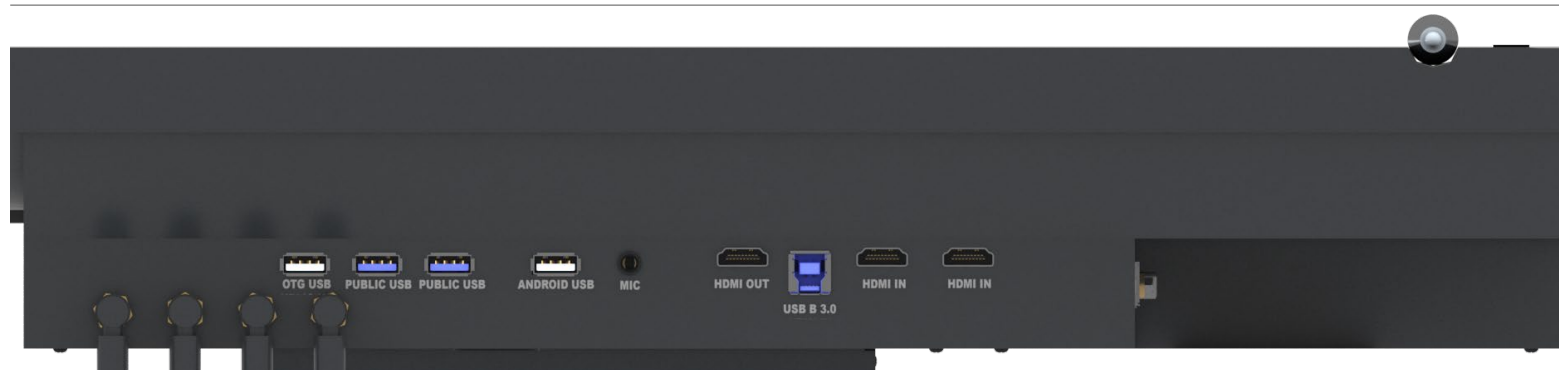 OTG USB
PUBLIC USB
PUBLIC USB
ANDROID USB
MIC
HDMI OUT
USB B 3.0
HDMI IN
HDMI IN